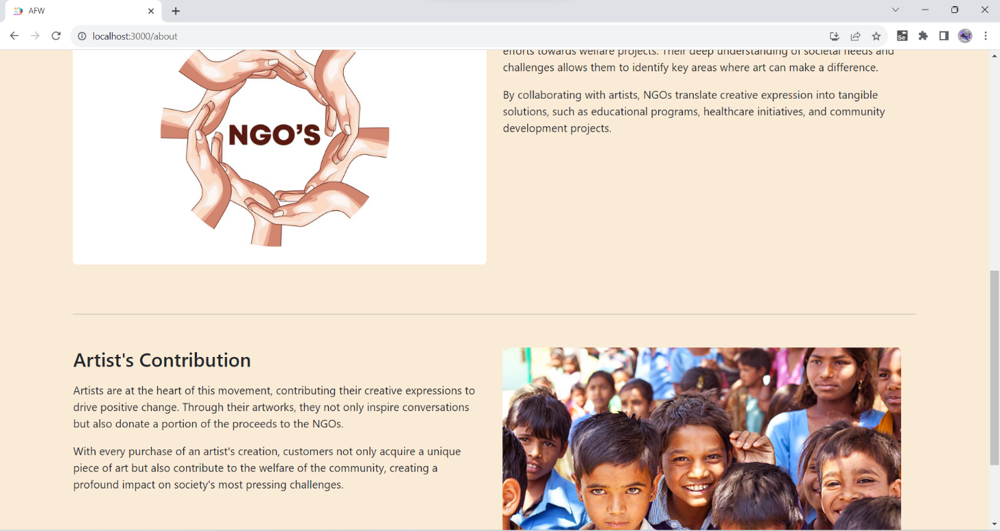 AFW
localhost:3000/about
Se
NGO'S
efforts towards welfare projects. Their deep understanding of societal needs and
challenges allows them to identify key areas where art can make a difference.
By collaborating with artists, NGOs translate creative expression into tangible
solutions, such as educational programs, healthcare initiatives, and community
development projects.
Artist's Contribution
Artists are at the heart of this movement, contributing their creative expressions to
drive positive change. Through their artworks, they not only inspire conversations
but also donate a portion of the proceeds to the NGOs.
With every purchase of an artist's creation, customers not only acquire a unique
piece of art but also contribute to the welfare of the community, creating a
profound impact on society's most pressing challenges.